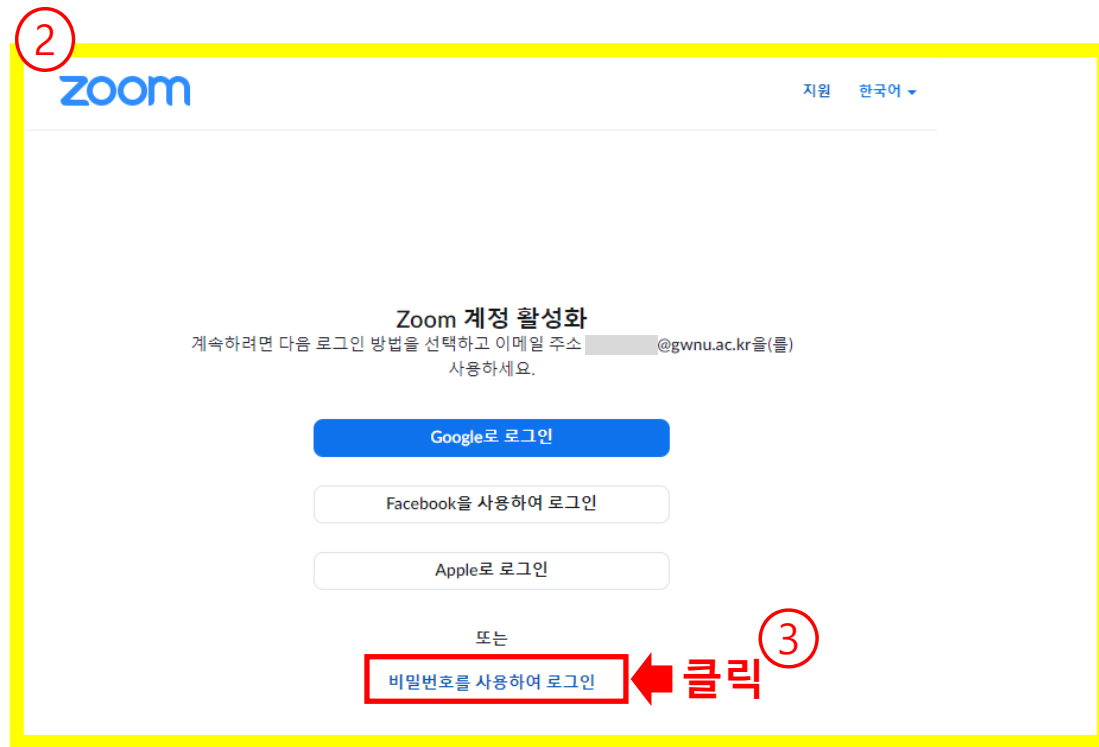 ②
zoom
지원 한국어
Zoom 계정 활성화
계속하려면 다음 로그인 방법을 선택하고 이메일 주소 @gwnu.ac.kr을(를)
사용하세요.
Google로 로그인
Facebook을 사용하여 로그인
Apple로 로그인
또는
③
비밀번호를 사용하여 로그인 클릭